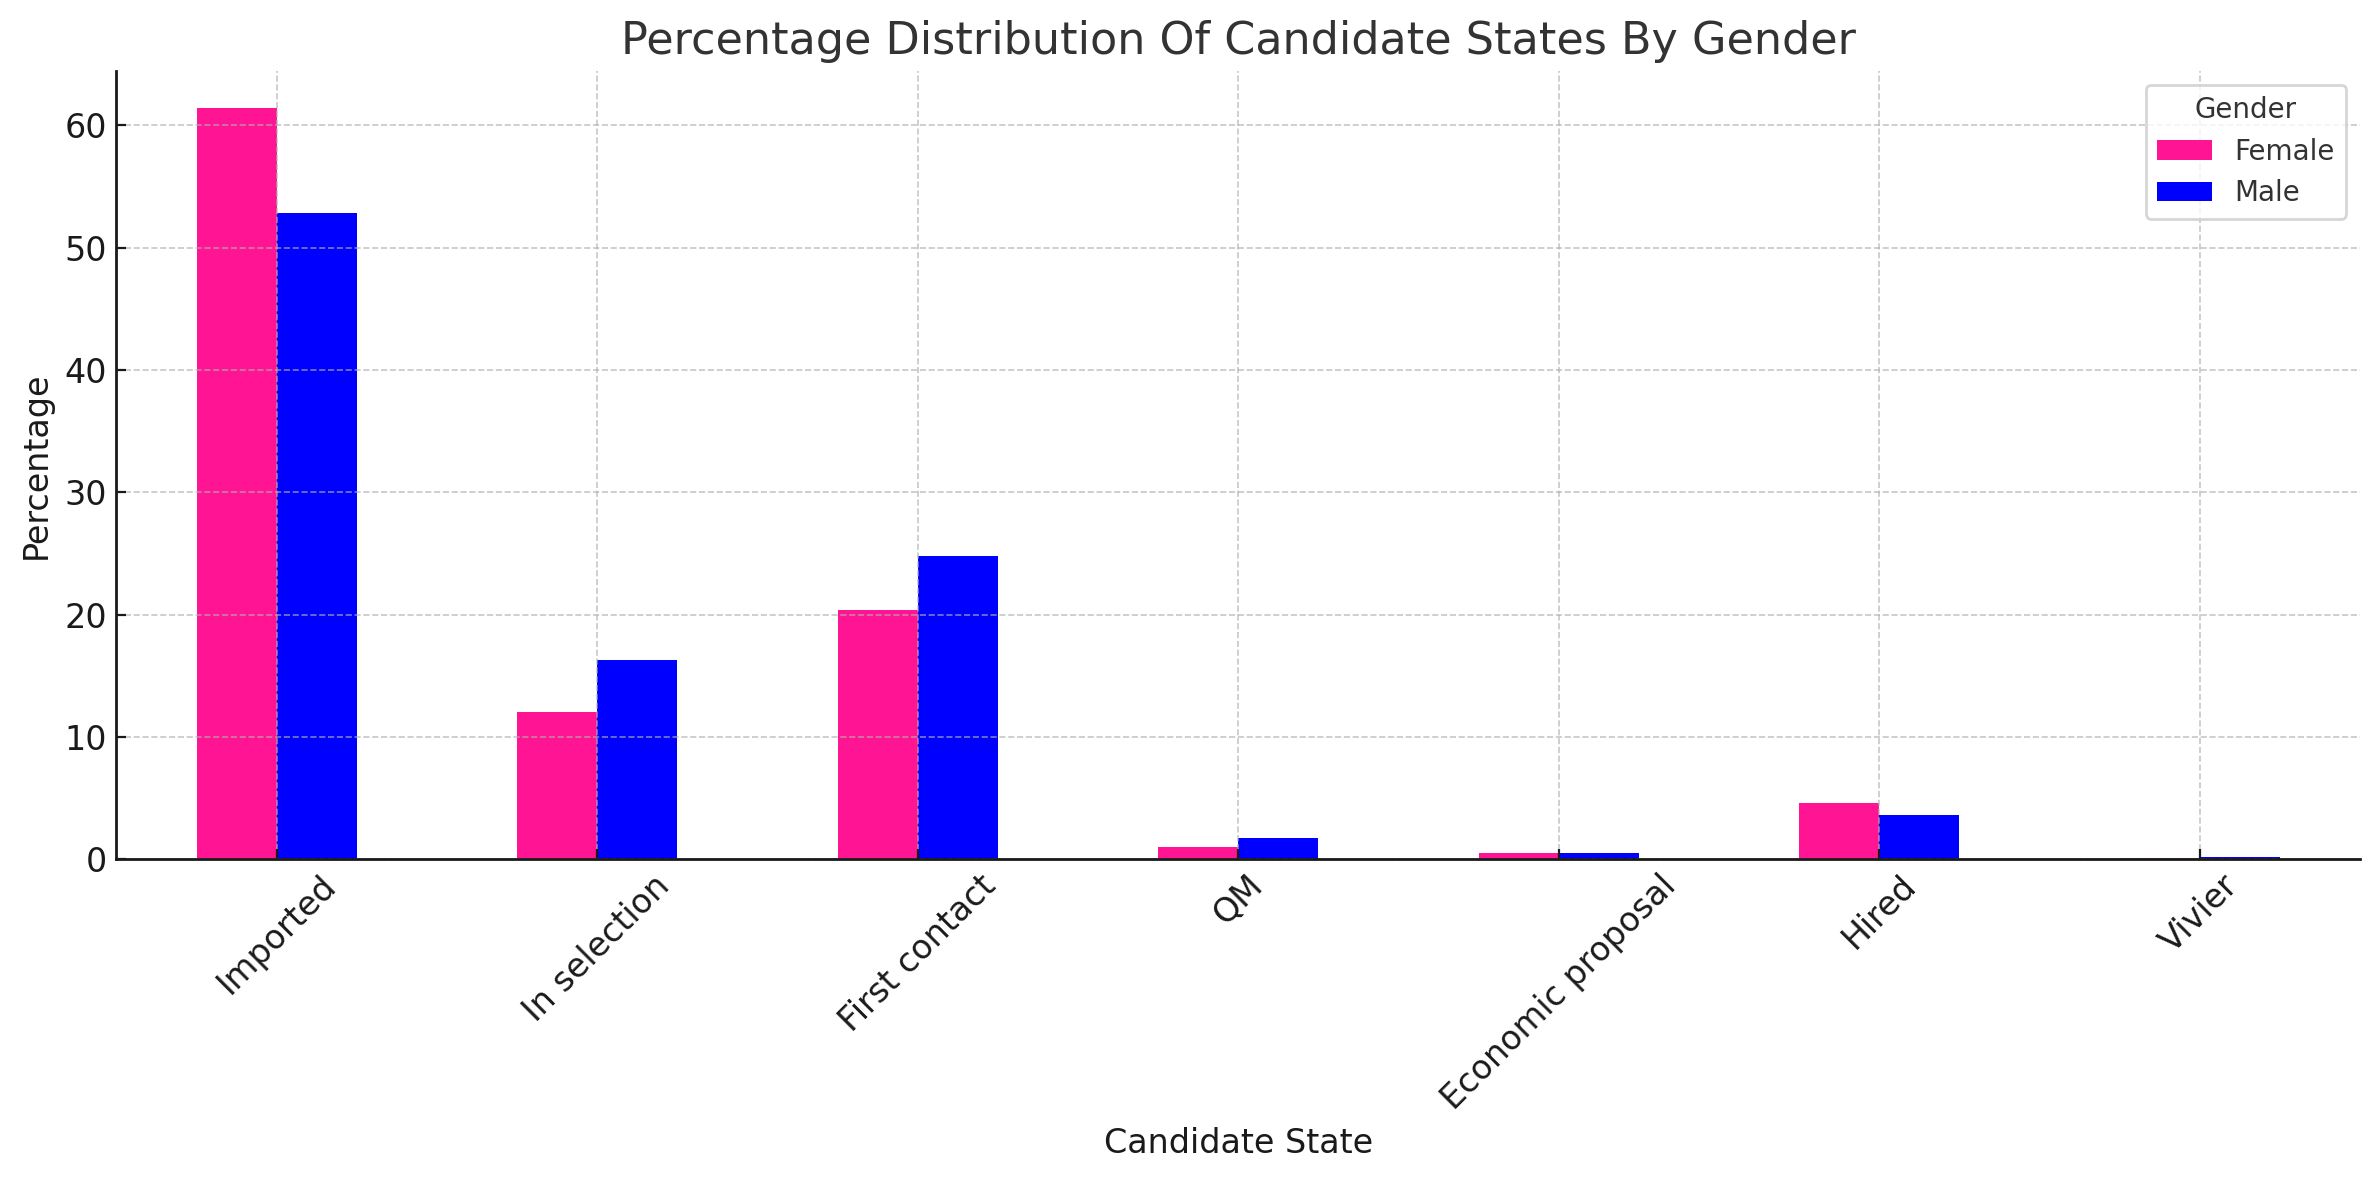 Percentage Distribution Of Candidate States By Gender
Gender
Female
Male
Percentage
60
50
40
30
20
10
0
Imported
In selection
First contact
QM
Economic proposal
Hired
Vivier
Candidate State